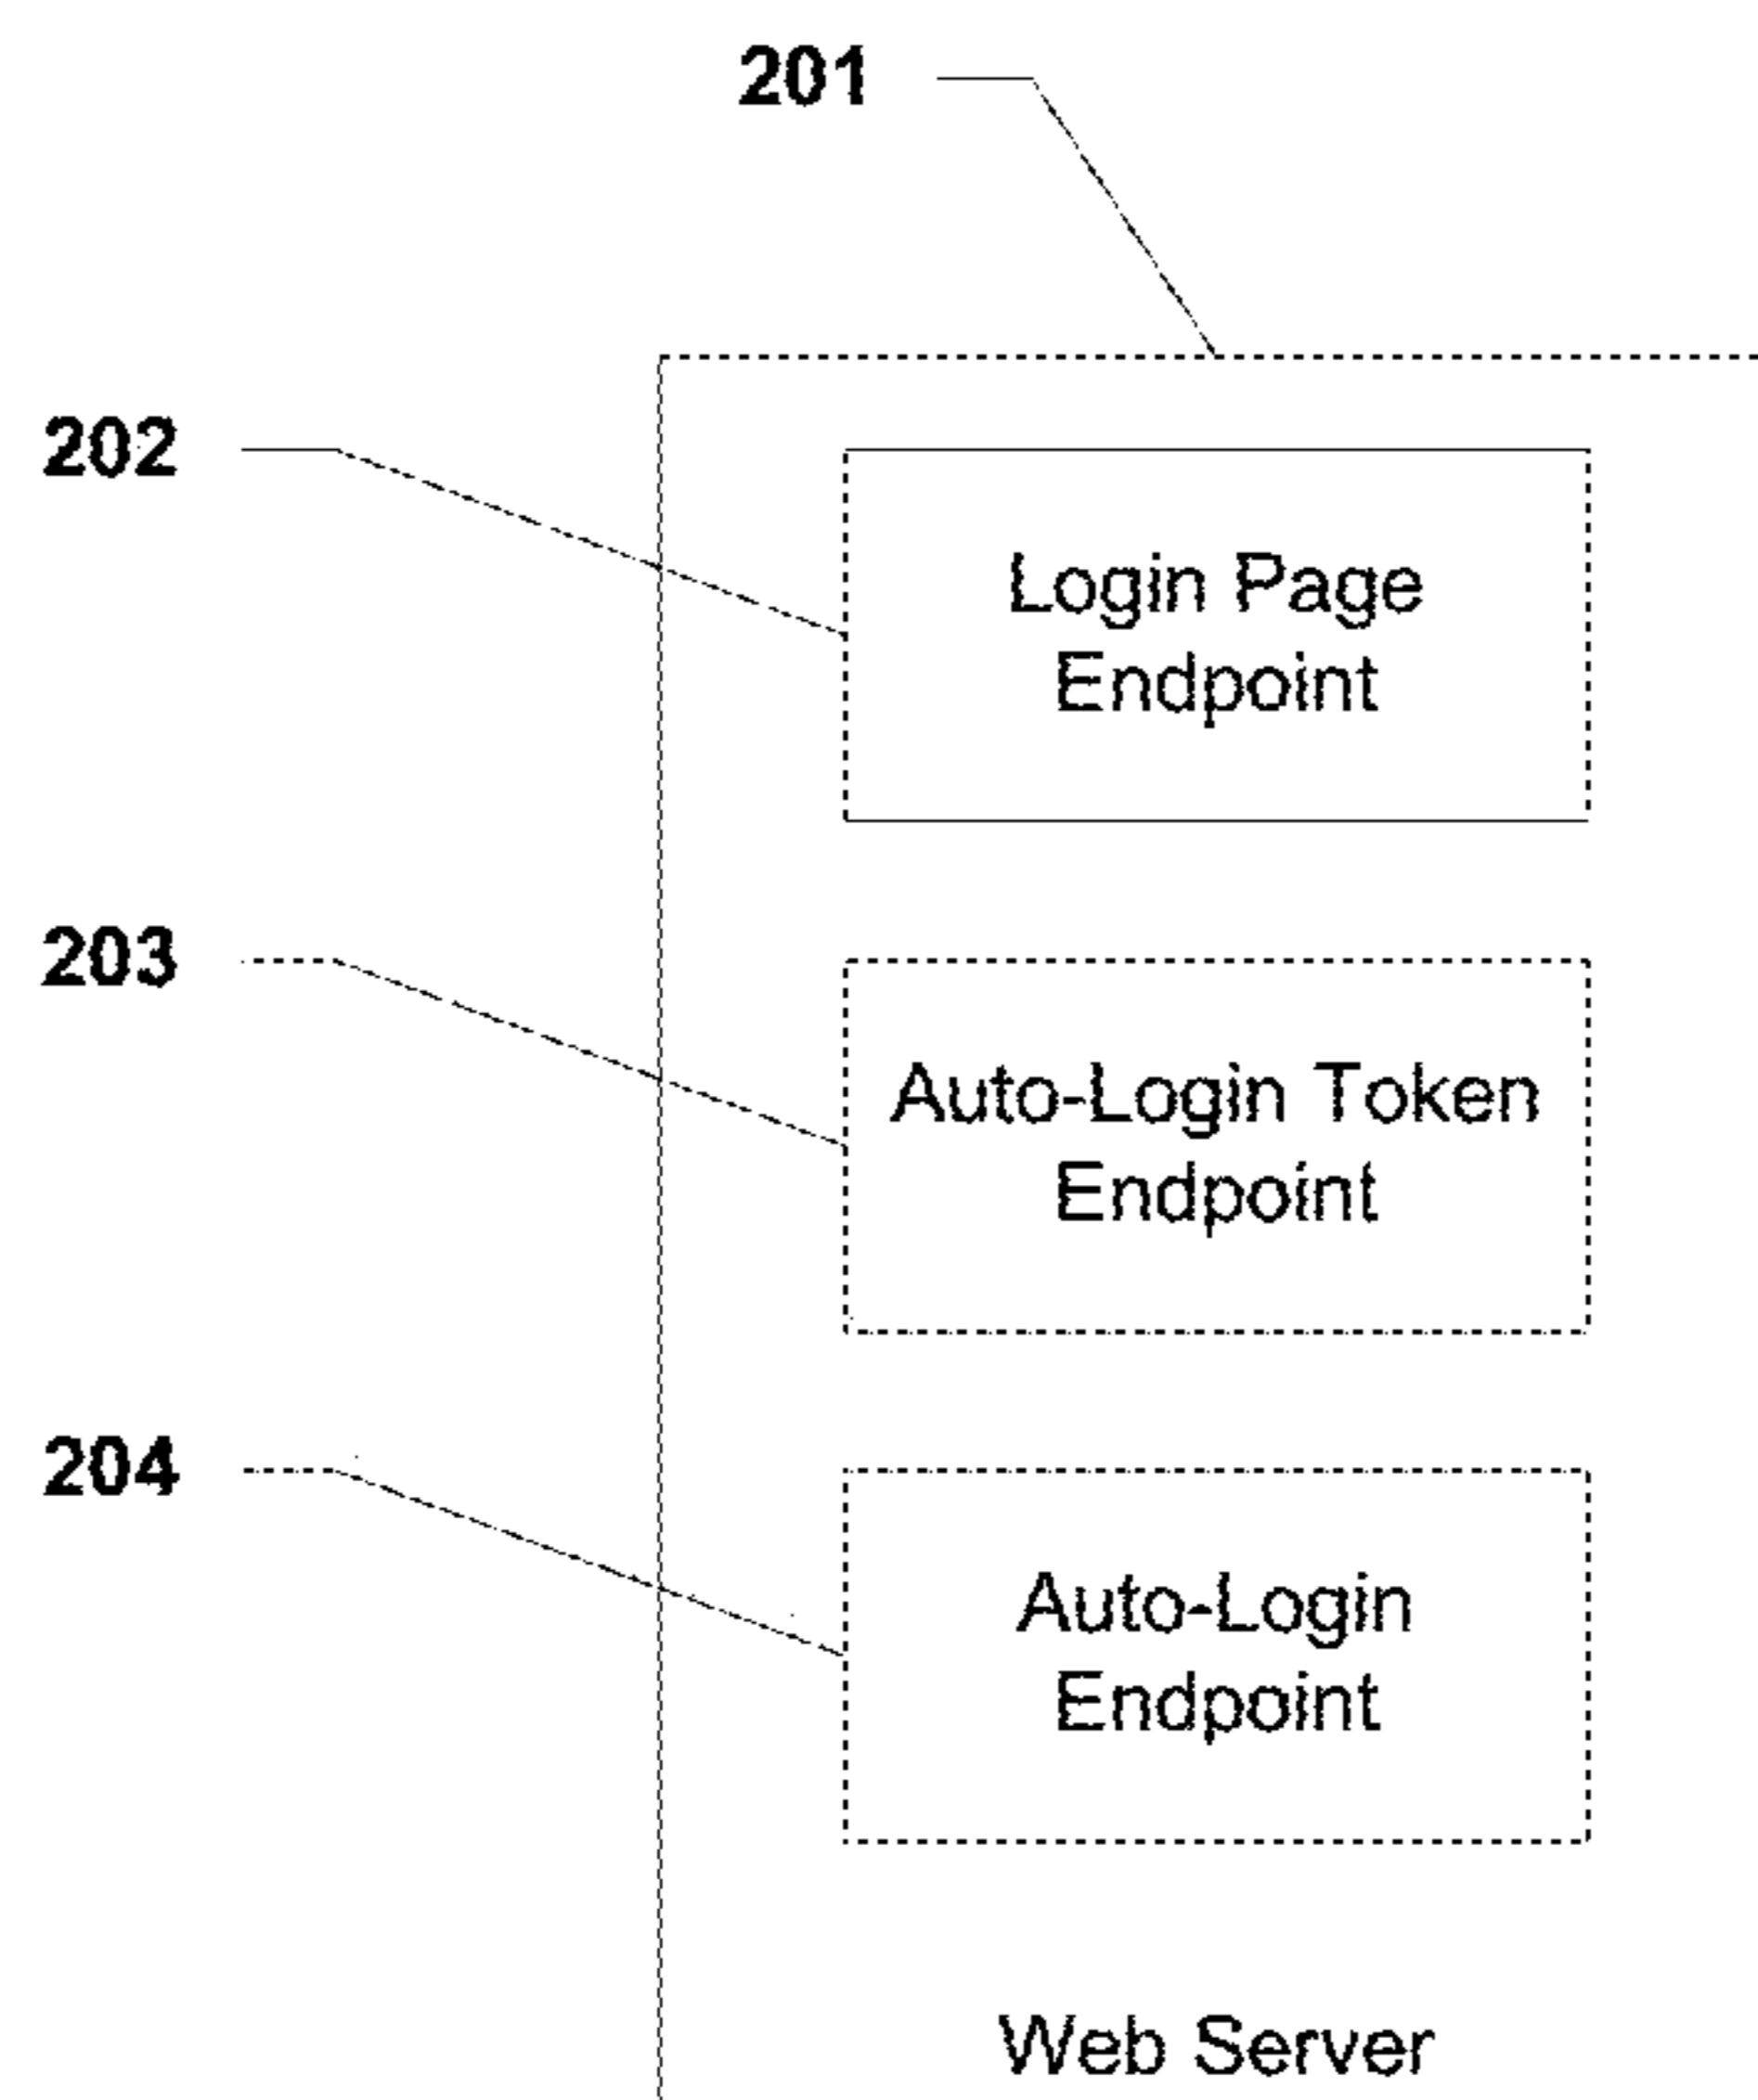 201
202
Login Page
Endpoint
203
Auto-Login Token
Endpoint
204
Auto-Login
Endpoint
Web Server